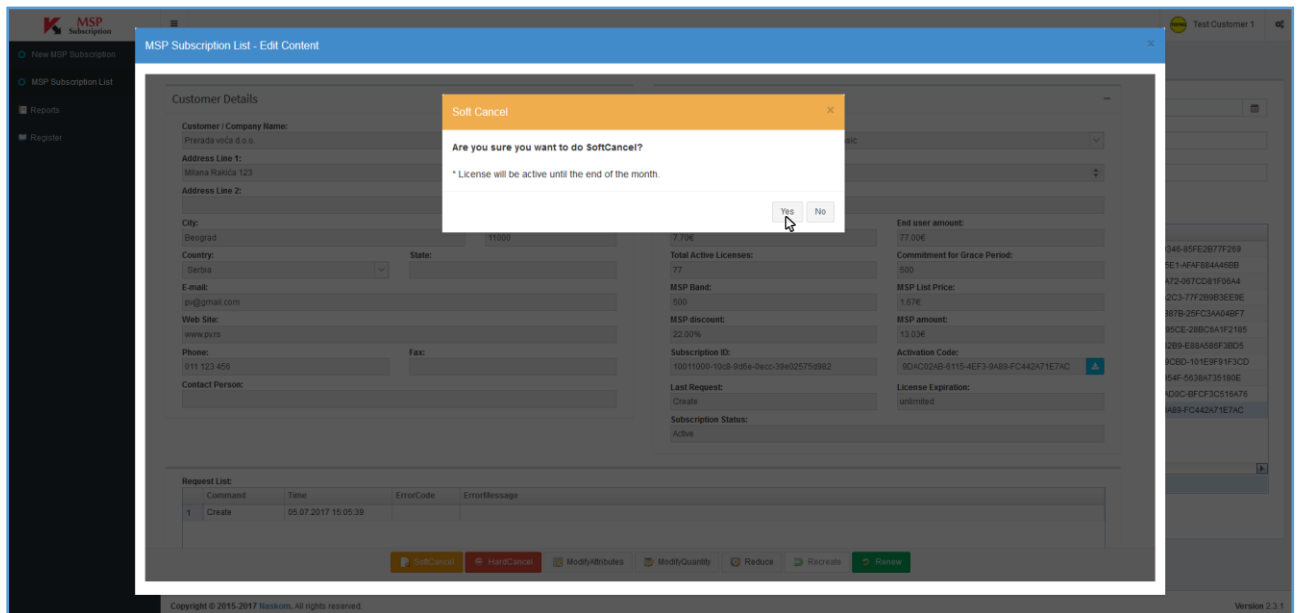 MSP
Subscription
Test Customer 1
New MSP Subscription
MSP Subscription List
Reports
Register
MSP Subscription List - Edit Content
Customer Details
Customer / Company Name:
Prerada voća d.o.o.
Address Line 1:
Milana Rakića 123
Address Line 2:
City:
Beograd
11000
Country:
State:
Serbia
E-mail:
pv@gmail.com
Web Site:
Phone:
Fax:
011 123 456
Contact Person:
Soft Cancel
Are you sure you want to do SoftCancel?
* License will be active until the end of the month.
Yes No
End user amount:
7.70€
77.00€
Total Active Licenses:
Commitment for Grace Period:
77
500
MSP Band:
MSP List Price:
500
1.67€
MSP discount:
MSP amount:
22.00%
13.03€
Subscription ID:
Activation Code:
10011000-10c8-9d6e-0ecc-39e02575d982
9DAC02AB-6115-4EF3-9A89-FC442A71E7AC
Last Request:
License Expiration:
Create
unlimited
Subscription Status:
Active
Request List:
Command Time ErrorCode ErrorMessage
1 Create 05.07.2017 15:05:39
SoftCancel HardCancel ModifyAttributes ModifyQuantity Reduce Recreate Renew
Copyright © 2015-2017 Naskom. All rights reserved.
Version 2.3.1